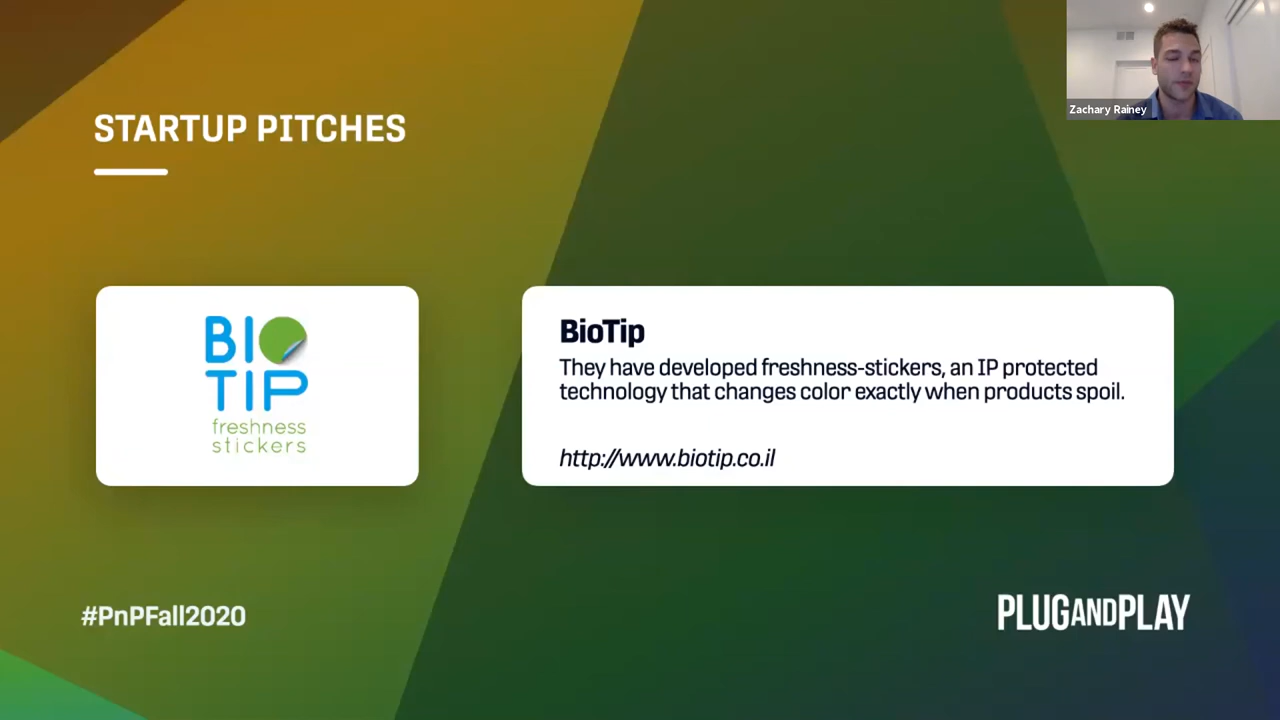 Zachary Rainey
STARTUP PITCHES
BIO
TIP
freshness
stickers
BioTip
They have developed freshness-stickers, an IP protected
technology that changes color exactly when products spoil.
http://www.biotip.co.il
#PnPFall2020
PLUGANDPLAY